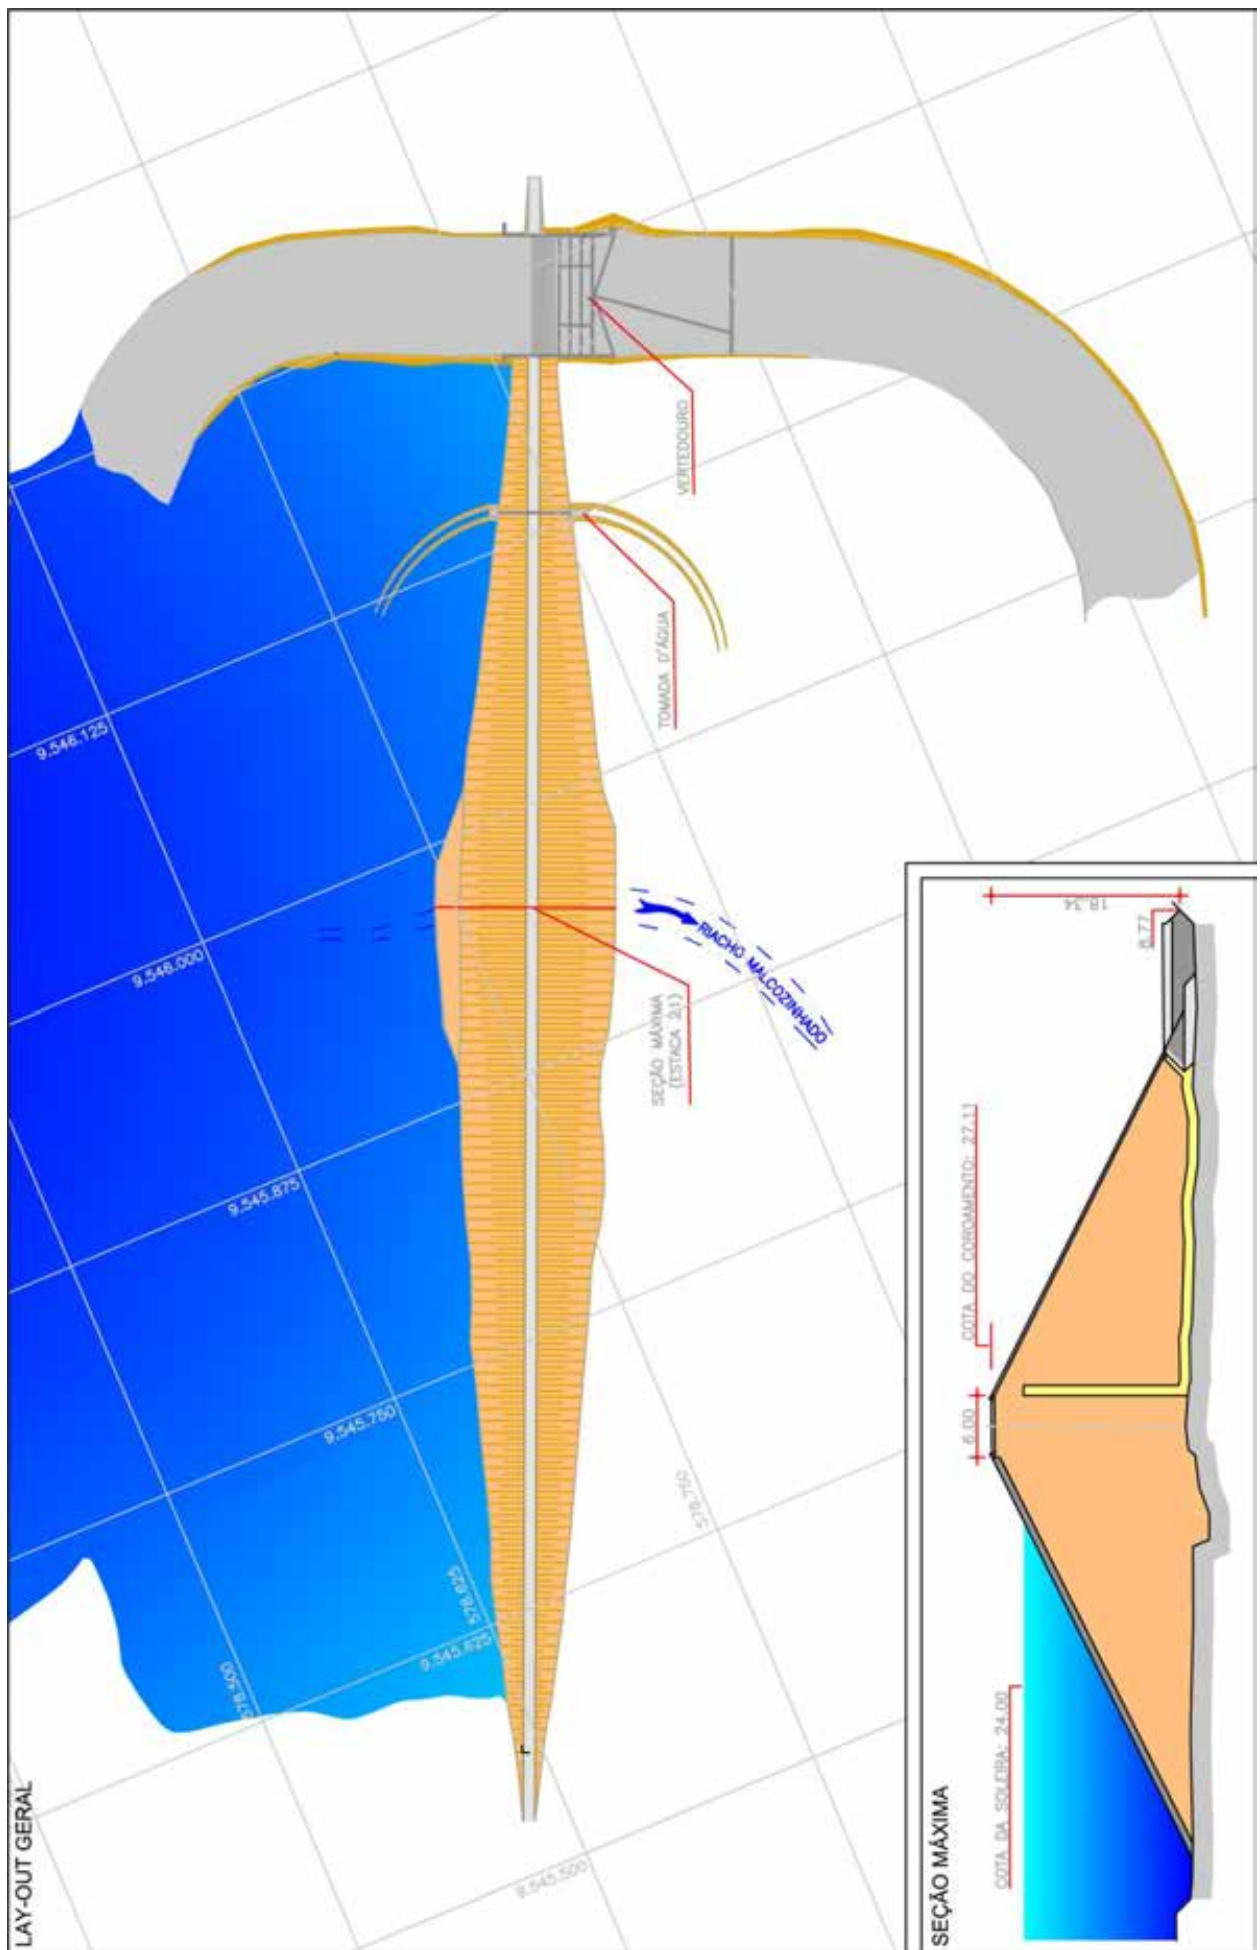 LAY-OUT GERAL
9.546.125
9.546.000
9.545.875
9.545.750
9.545.625
9.545.500
578.500
578.625
578.750
VERTEDOURO
TOMADA D'ÁGUA
RIACHO MALCOZINHADO
SEÇÃO MÁXIMA
(ESTACA 21)
SEÇÃO MÁXIMA
COTA DA SOLEIRA: 24.00
6.00
COTA DO COROAMENTO: 27.11
8.77
18.34